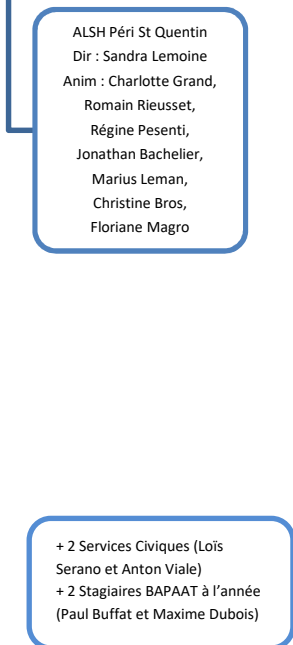 ALSH Péri St Quentin
Dir : Sandra Lemoine
Anim : Charlotte Grand,
Romain Rieusset,
Régine Pesenti,
Jonathan Bachelier,
Marius Leman,
Christine Bros,
Floriane Magro
+ 2 Services Civiques (Loïs
Serano et Anton Viale)
+ 2 Stagiaires BAPAAT à l’année
(Paul Buffat et Maxime Dubois)